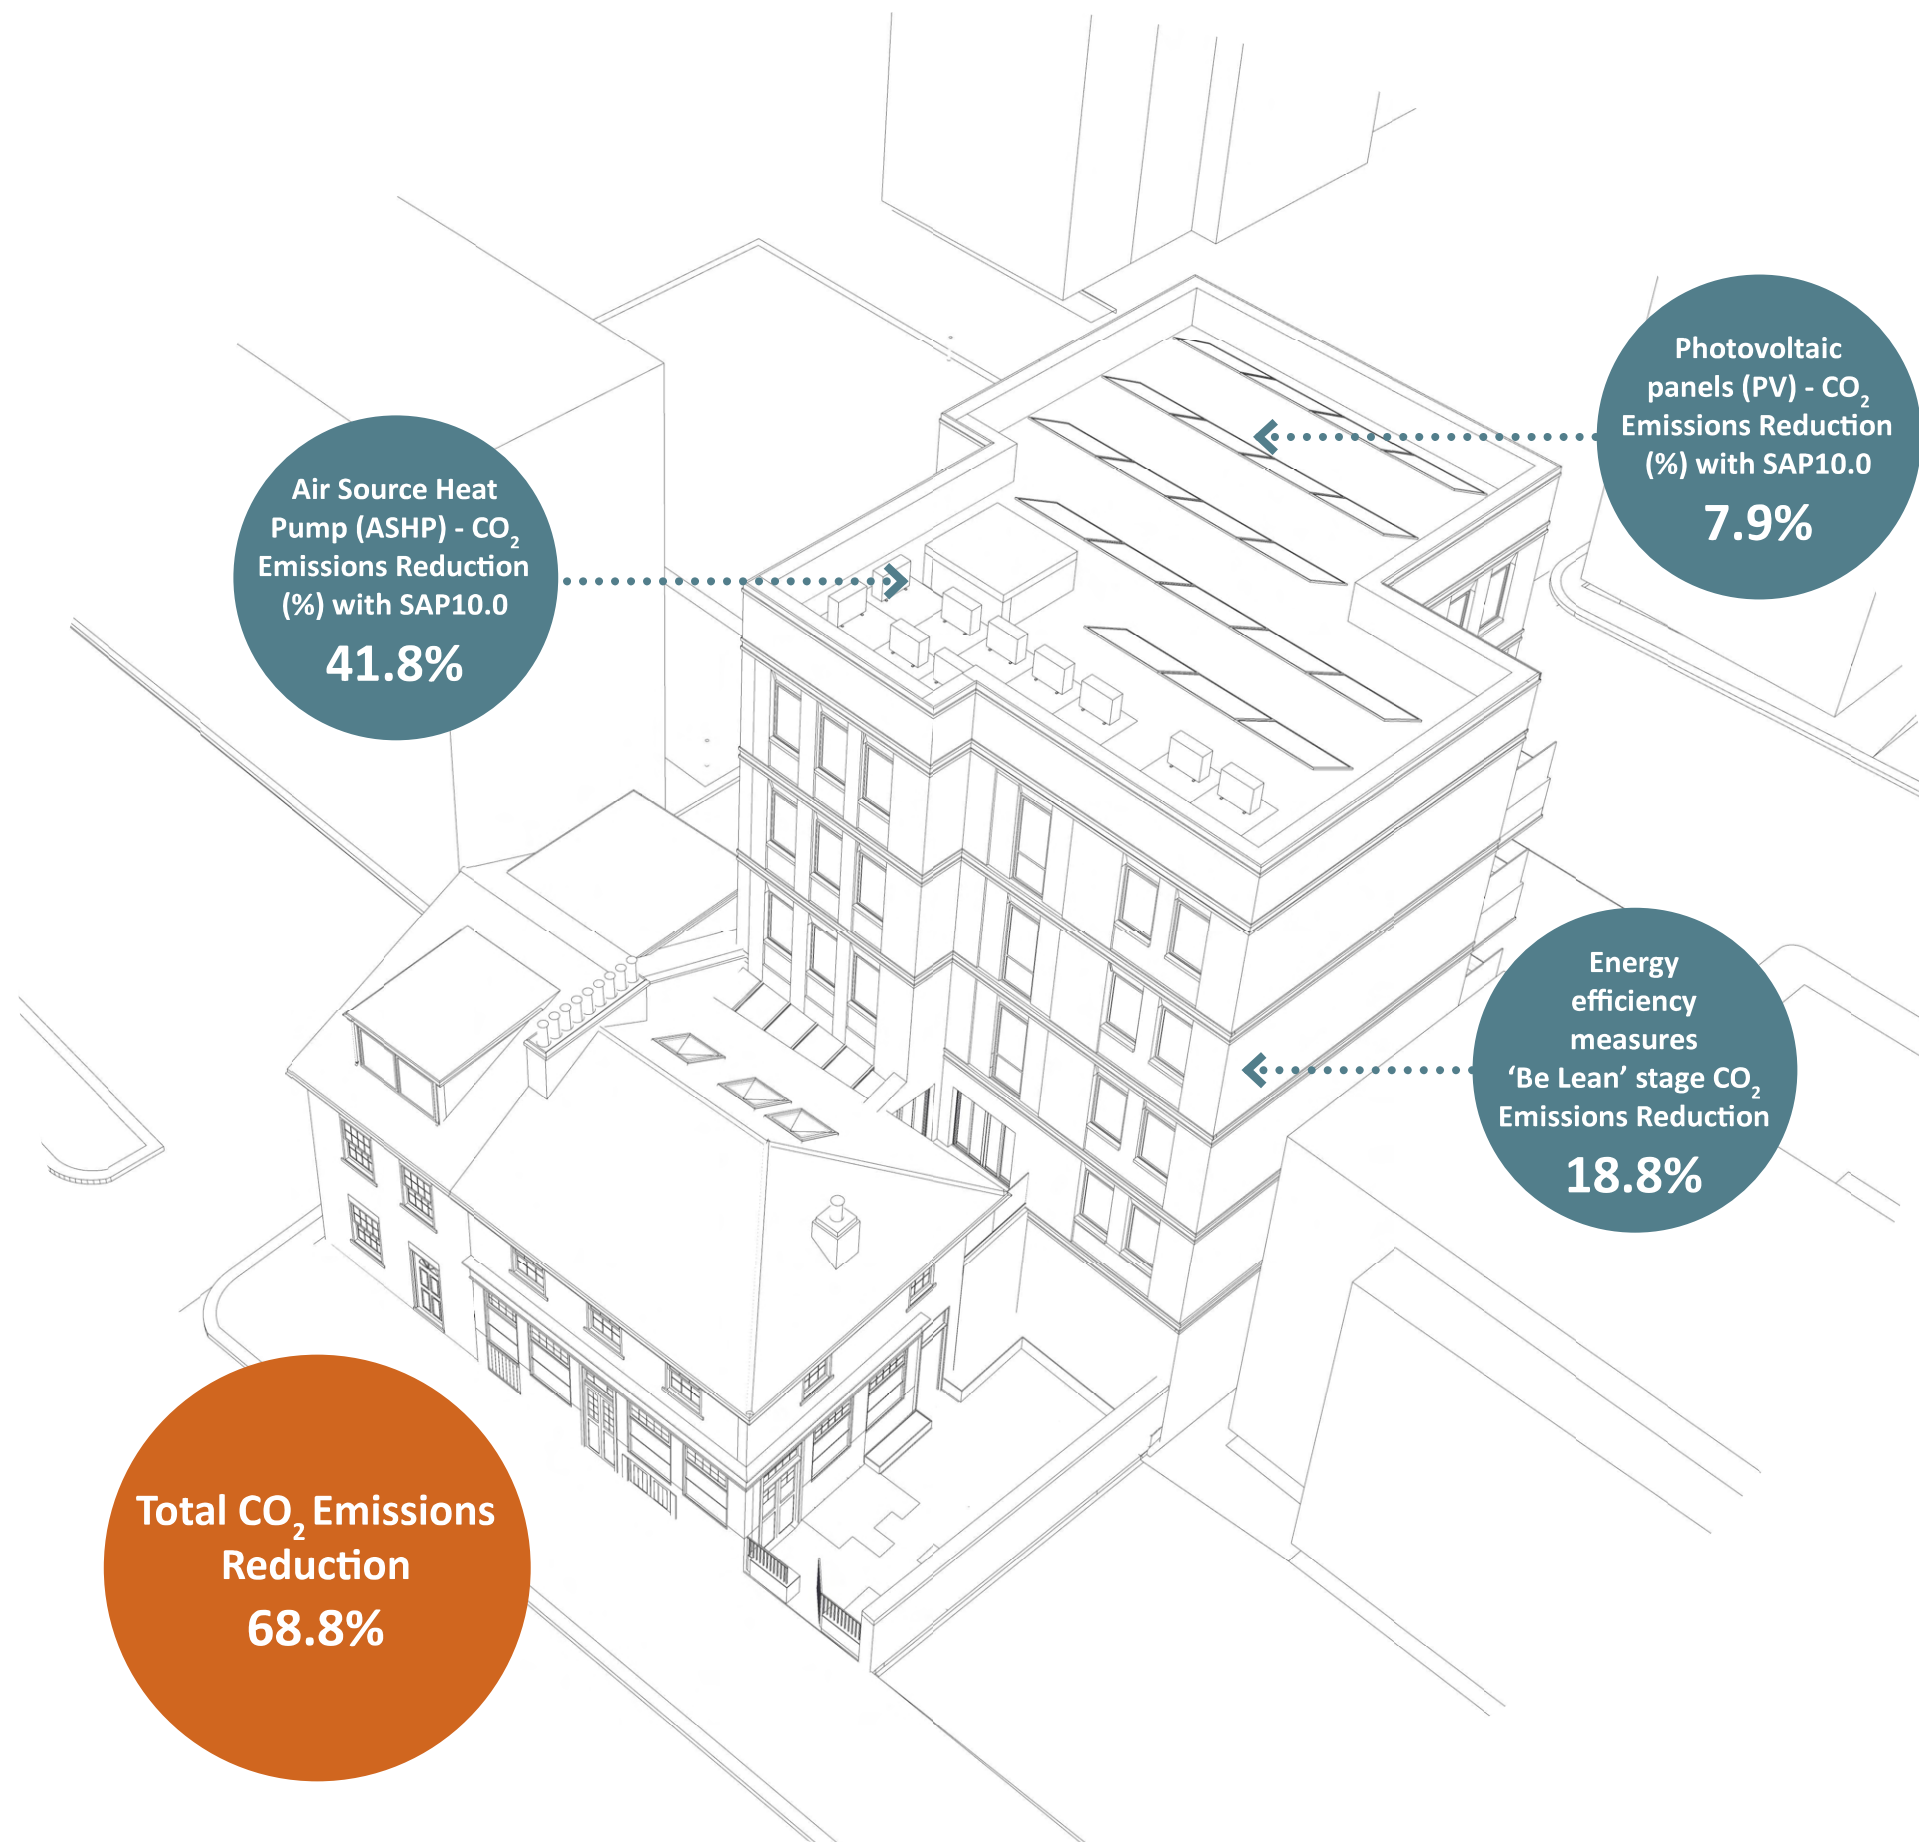 Photovoltaic
panels (PV) - CO₂
Emissions Reduction
(%) with SAP10.0
7.9%
Air Source Heat
Pump (ASHP) - CO₂
Emissions Reduction
(%) with SAP10.0
41.8%
Energy
efficiency
measures
‘Be Lean’ stage CO₂
Emissions Reduction
18.8%
Total CO₂ Emissions
Reduction
68.8%